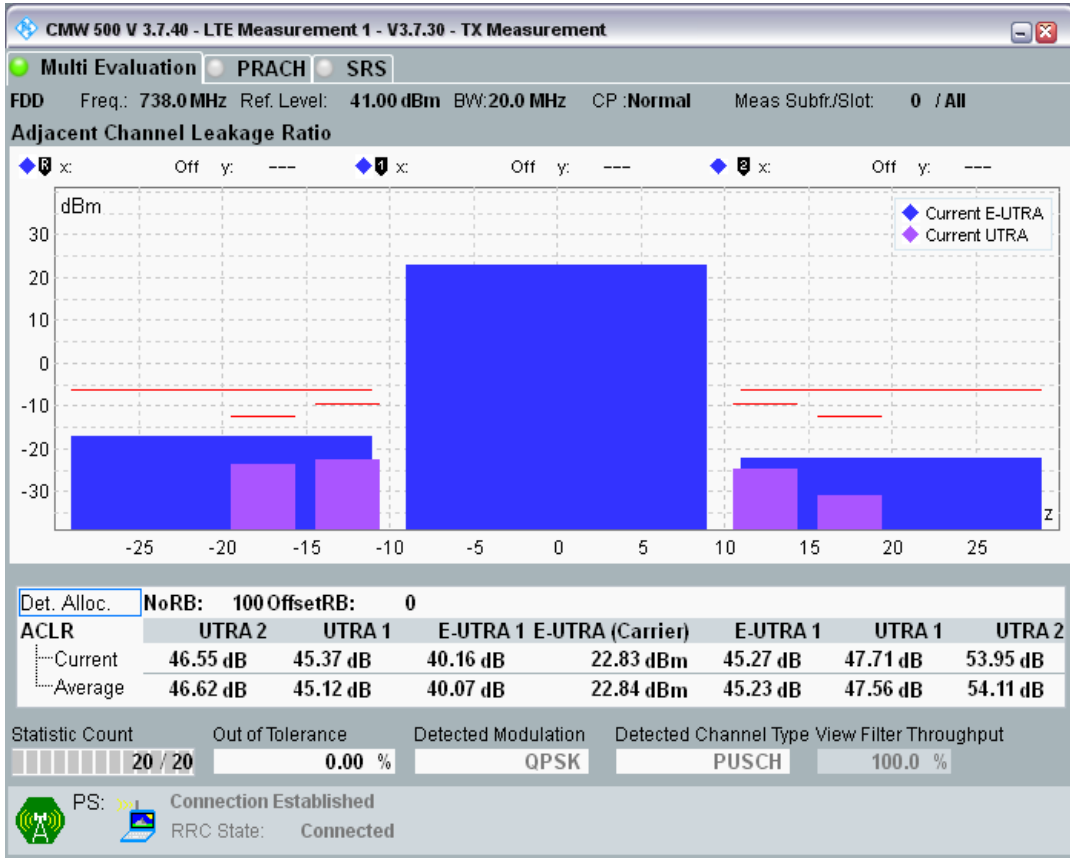 CMW 500 V 3.7.40 - LTE Measurement 1 - V3.7.30 - TX Measurement
Multi Evaluation PRACH SRS
FDD Freq.: 738.0 MHz Ref. Level: 41.00 dBm BW: 20.0 MHz CP :Normal Meas Subfr./Slot: 0 / All
Adjacent Channel Leakage Ratio
R x: Off y: --- 1 x: Off y: --- 2 x: Off y: ---
dBm
Current E-UTRA
Current UTRA
30
20
10
0
-10
-20
-30
z
-25 -20 -15 -10 -5 0 5 10 15 20 25
Det. Alloc. NoRB: 100 OffsetRB: 0
ACLR UTRA 2 UTRA 1 E-UTRA 1 E-UTRA (Carrier) E-UTRA 1 UTRA 1 UTRA 2
Current 46.55 dB 45.37 dB 40.16 dB 22.83 dBm 45.27 dB 47.71 dB 53.95 dB
Average 46.62 dB 45.12 dB 40.07 dB 22.84 dBm 45.23 dB 47.56 dB 54.11 dB
Statistic Count Out of Tolerance Detected Modulation Detected Channel Type View Filter Throughput
20 / 20 0.00 % QPSK PUSCH 100.0 %
PS: Connection Established
RRC State: Connected